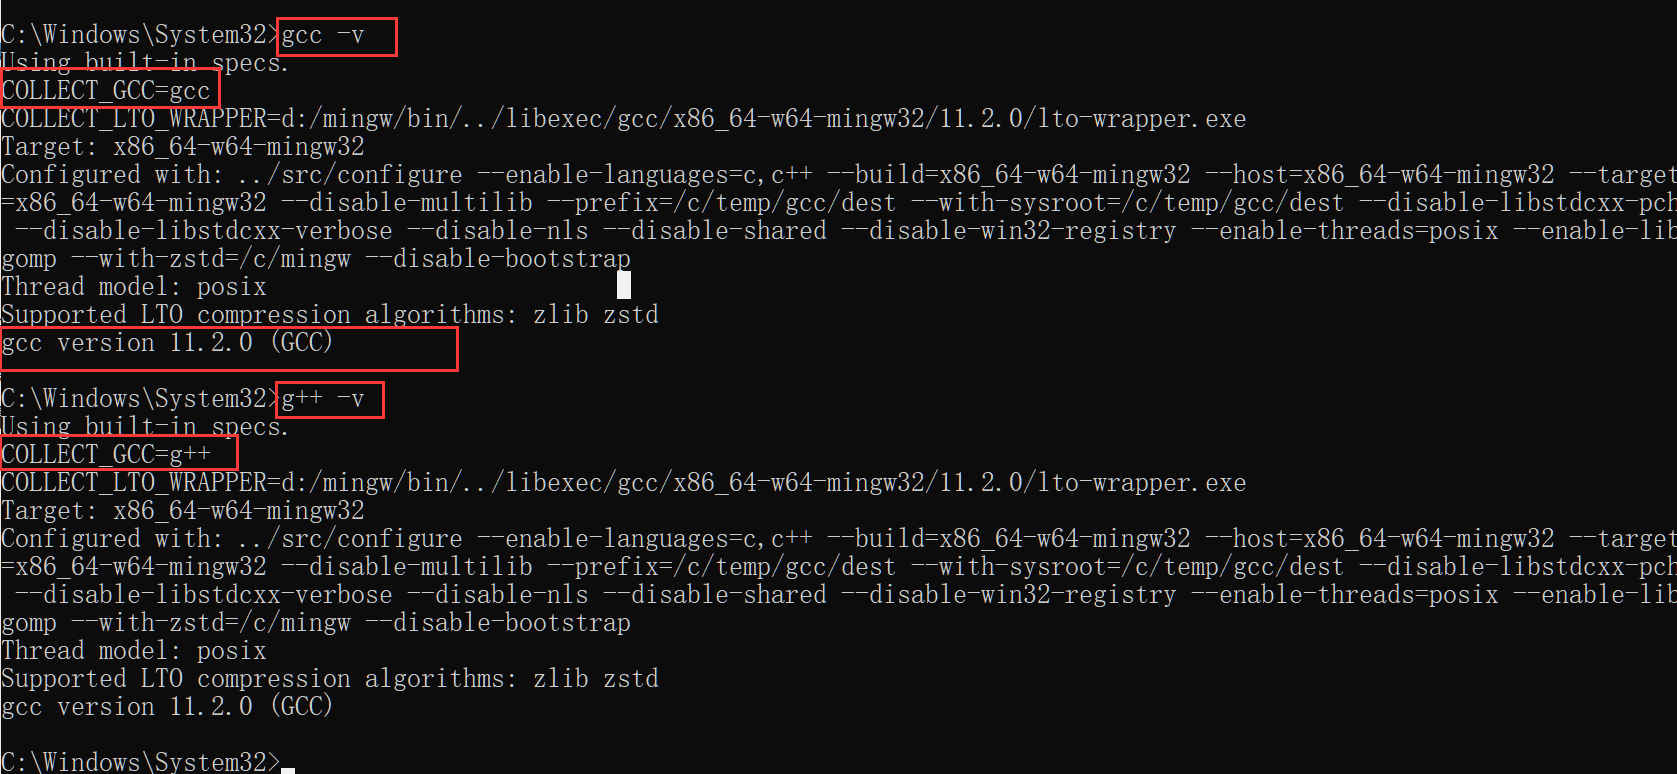 C:\Windows\System32>gcc -v
Using built-in specs.
COLLECT_GCC=gcc
COLLECT_LTO_WRAPPER=d:/mingw/bin/../libexec/gcc/x86_64-w64-mingw32/11.2.0/lto-wrapper.exe
Target: x86_64-w64-mingw32
Configured with: ../src/configure --enable-languages=c,c++ --build=x86_64-w64-mingw32 --host=x86_64-w64-mingw32 --target
=x86_64-w64-mingw32 --disable-multilib --prefix=/c/temp/gcc/dest --with-sysroot=/c/temp/gcc/dest --disable-libstdcxx-pch
--disable-libstdcxx-verbose --disable-nls --disable-shared --disable-win32-registry --enable-threads=posix --enable-lib
gomp --with-zstd=/c/mingw --disable-bootstrap
Thread model: posix
Supported LTO compression algorithms: zlib zstd
gcc version 11.2.0 (GCC)
C:\Windows\System32>g++ -v
Using built-in specs.
COLLECT_GCC=g++
COLLECT_LTO_WRAPPER=d:/mingw/bin/../libexec/gcc/x86_64-w64-mingw32/11.2.0/lto-wrapper.exe
Target: x86_64-w64-mingw32
Configured with: ../src/configure --enable-languages=c,c++ --build=x86_64-w64-mingw32 --host=x86_64-w64-mingw32 --target
=x86_64-w64-mingw32 --disable-multilib --prefix=/c/temp/gcc/dest --with-sysroot=/c/temp/gcc/dest --disable-libstdcxx-pch
--disable-libstdcxx-verbose --disable-nls --disable-shared --disable-win32-registry --enable-threads=posix --enable-lib
gomp --with-zstd=/c/mingw --disable-bootstrap
Thread model: posix
Supported LTO compression algorithms: zlib zstd
gcc version 11.2.0 (GCC)
C:\Windows\System32>